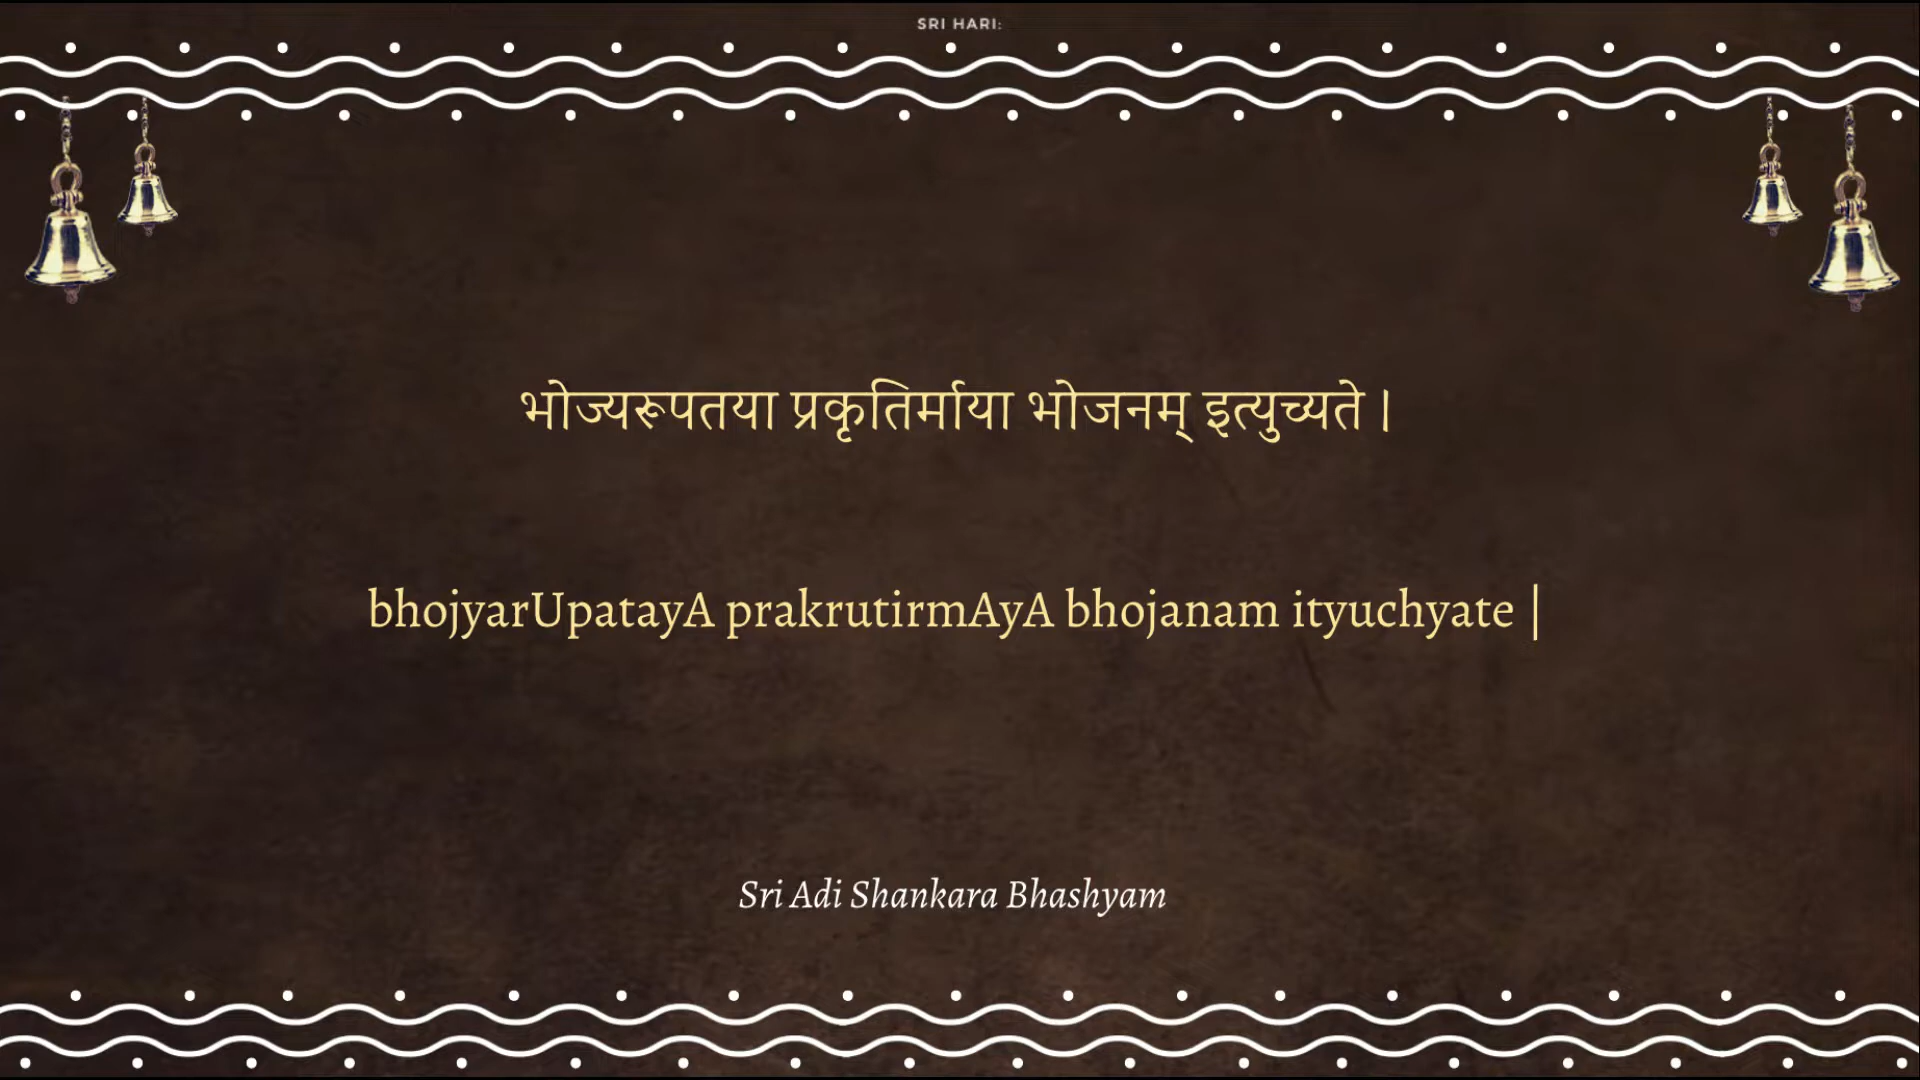 SRI HARI:
भोज्यरूपतया प्रकृतिर्माया भोजनम् इत्युच्यते ।
bhojyarUpatayA prakrutirmAyA bhojanam ityuchyate |
Sri Adi Shankara Bhashyam